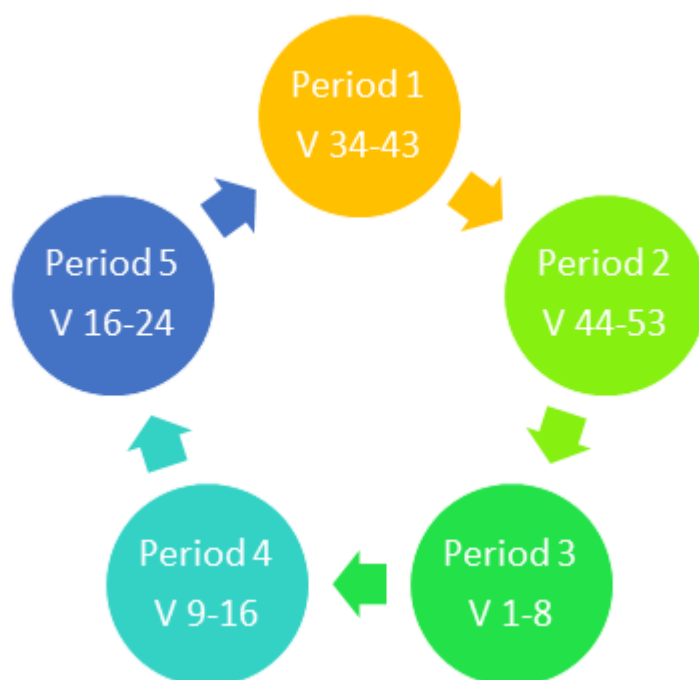 Period 1
V 34-43
Period 2
V 44-53
Period 3
V 1-8
Period 4
V 9-16
Period 5
V 16-24